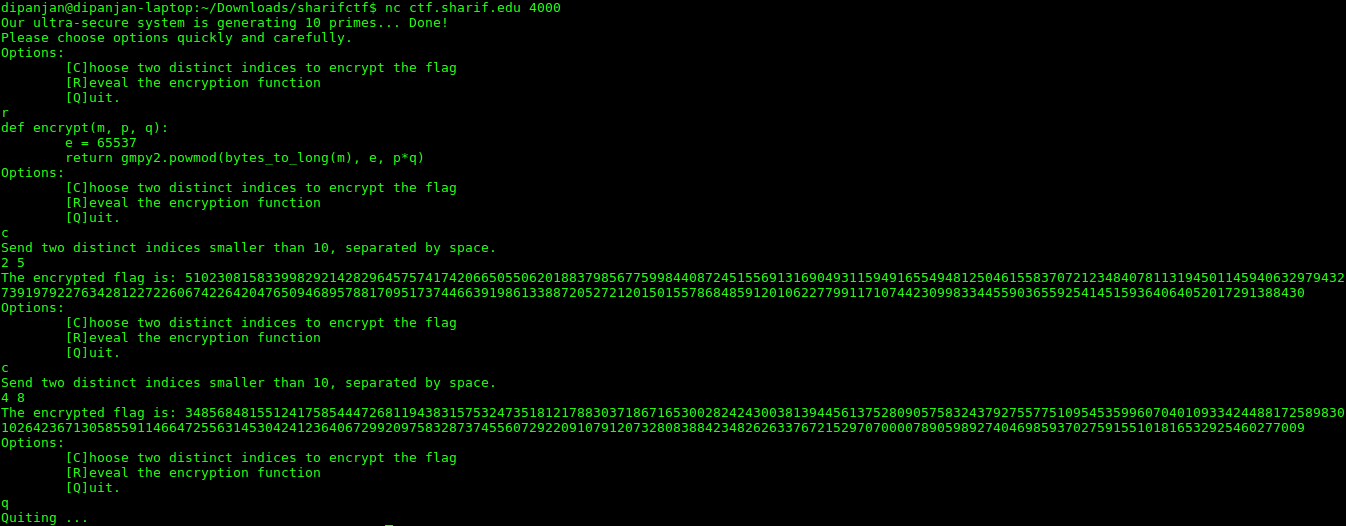 dipanjan@dipanjan-laptop:~/Downloads/sharifctf$ nc ctf.sharif.edu 4000
Our ultra-secure system is generating 10 primes... Done!
Please choose options quickly and carefully.
Options:
        [C]hoose two distinct indices to encrypt the flag
        [R]eveal the encryption function
        [Q]uit.
r
def encrypt(m, p, q):
        e = 65537
        return gmpy2.powmod(bytes_to_long(m), e, p*q)
Options:
        [C]hoose two distinct indices to encrypt the flag
        [R]eveal the encryption function
        [Q]uit.
c
Send two distinct indices smaller than 10, separated by space.
2 5
The encrypted flag is: 5102308158339982921428296457574174206650550620188379856775998440872451556913169049311594916554948125046155837072123484078113194501145940632979432
7391979227634281227226067422642047650946895788170951737446639198613388720527212015015578684859120106227799117107442309983344559036559254145159364064052017291388430
Options:
        [C]hoose two distinct indices to encrypt the flag
        [R]eveal the encryption function
        [Q]uit.
c
Send two distinct indices smaller than 10, separated by space.
4 8
The encrypted flag is: 3485684815512417585444726811943831575324735181217883037186716530028242430038139445613752809057583243792755775109545359960704010933424488172589830
1026423671305855911466472556314530424123640672992097583287374556072922091079120732808388423482626337672152970700007890598927404698593702759155101816532925460277009
Options:
        [C]hoose two distinct indices to encrypt the flag
        [R]eveal the encryption function
        [Q]uit.
q
Quiting ...